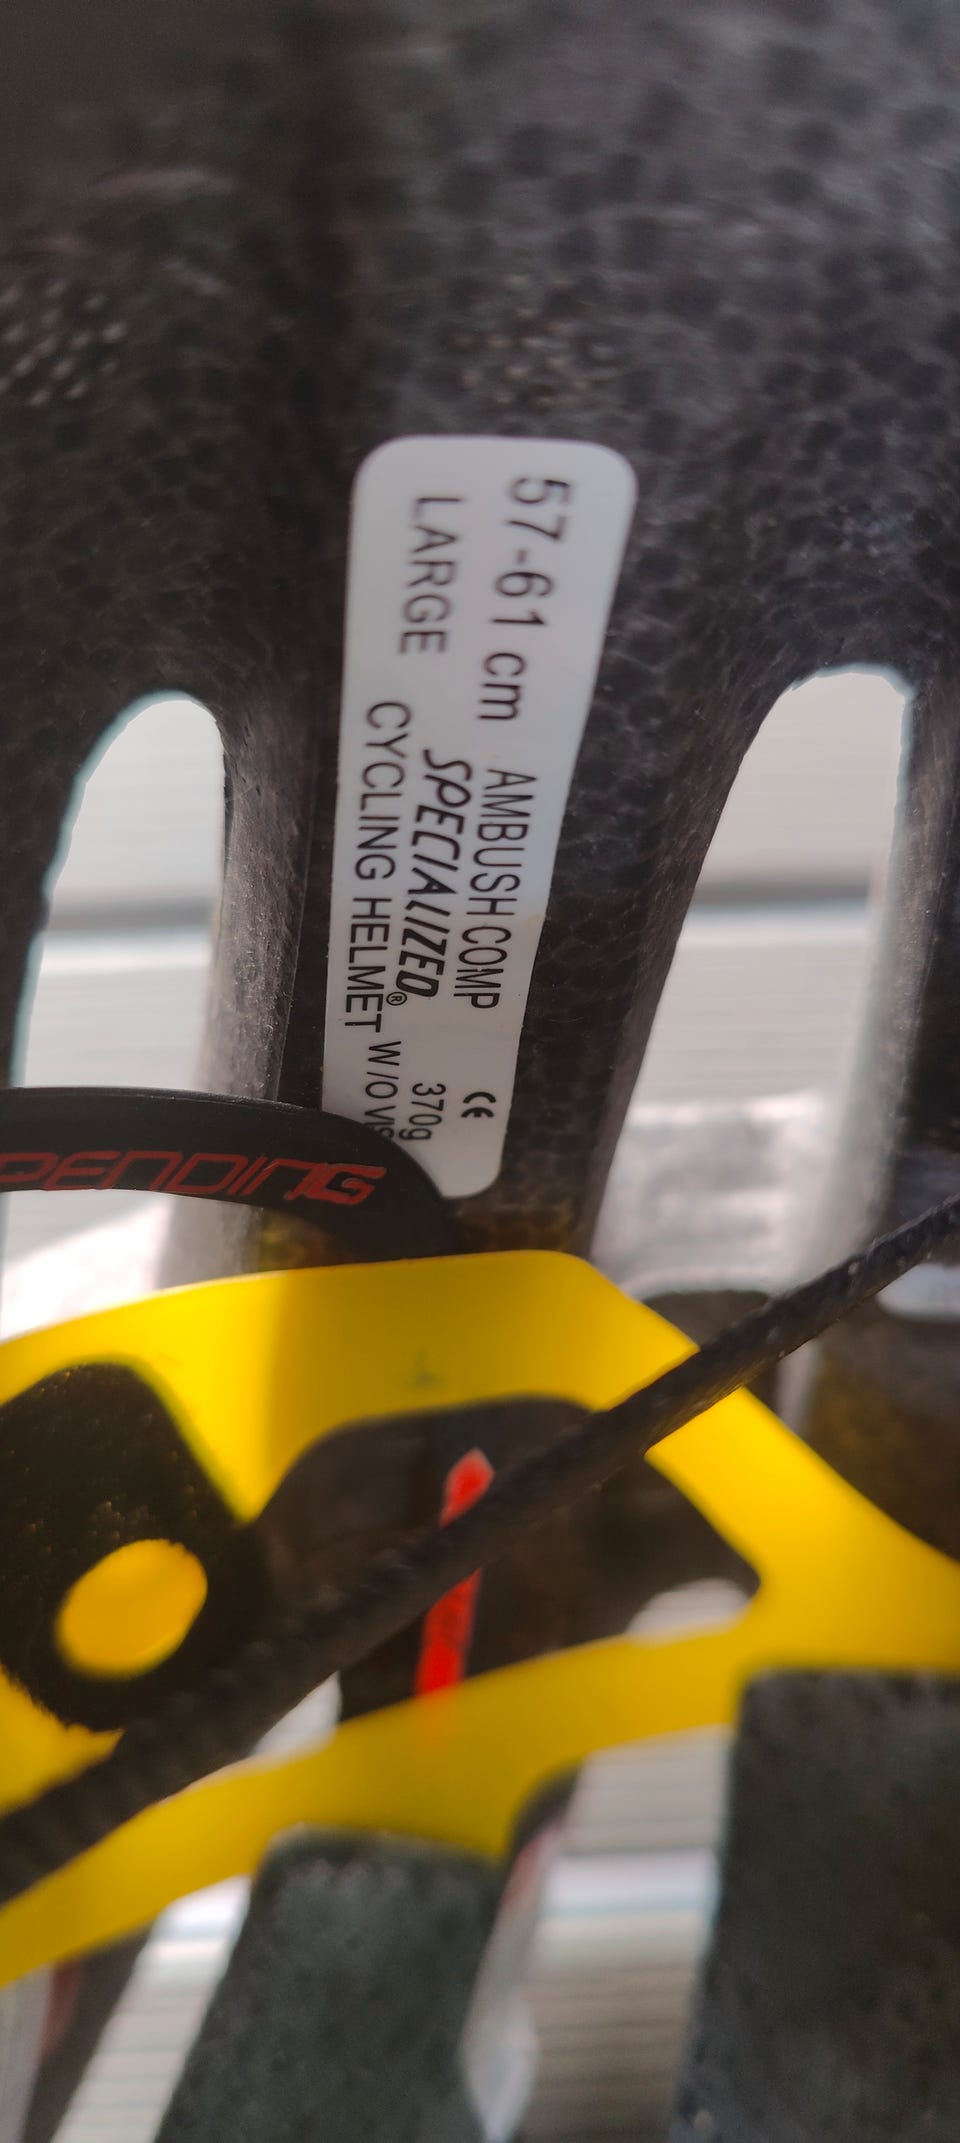 57-61 cm
LARGE
AMBUSH COMP
SPECIALIZED®
CYCLING HELMET W/O
CE
370g
PENDING